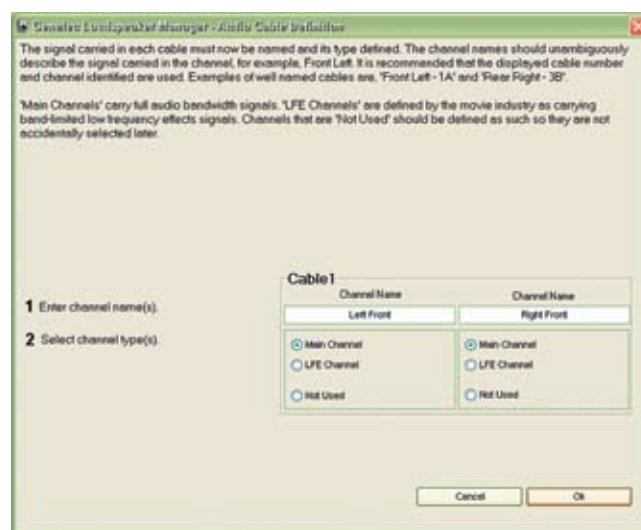 Genelec Loudspeaker Manager - Audio Cable Definition
The signal carried in each cable must now be named and its type defined. The channel names should unambiguously
describe the signal carried in the channel, for example, Front Left. It is recommended that the displayed cable number
and channel identified are used. Examples of well named cables are, 'Front Left - 1A' and 'Rear Right - 3B'.
'Main Channels' carry full audio bandwidth signals. 'LFE Channels' are defined by the movie industry as carrying
band-limited low frequency effects signals. Channels that are 'Not Used' should be defined as such so they are not
accidentally selected later.
Cable1
Channel Name Channel Name
1 Enter channel name(s).
Left Front Right Front
2 Select channel type(s).
Main Channel Main Channel
LFE Channel LFE Channel
Not Used Not Used
Cancel Ok